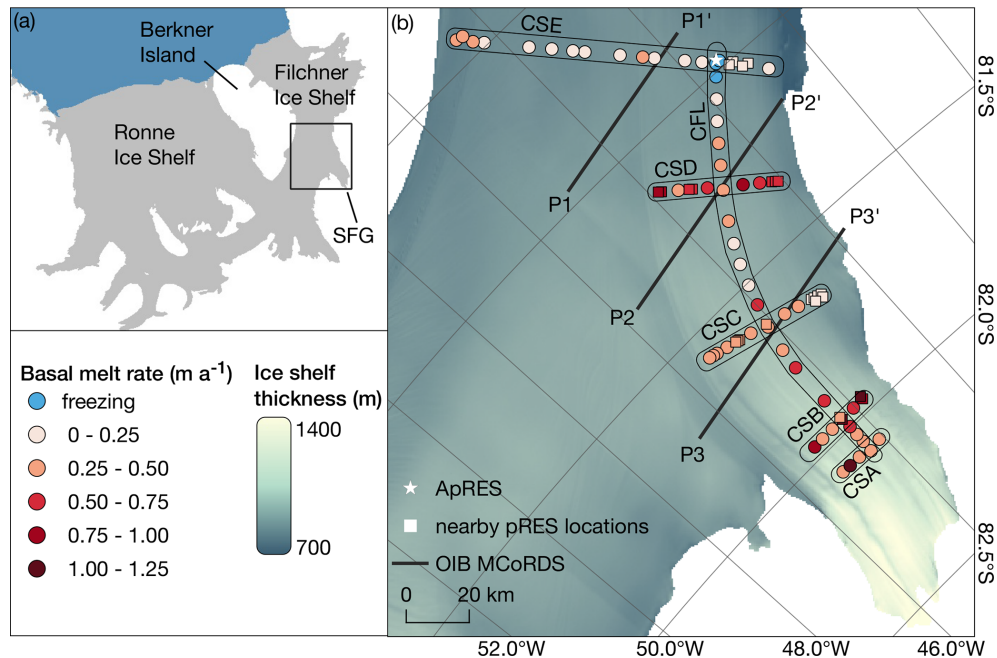 (a)
Berkner
Island
Filchner
Ice Shelf
Ronne
Ice Shelf
SFG
Basal melt rate (m a-1)
freezing
0 - 0.25
0.25 - 0.50
0.50 - 0.75
0.75 - 1.00
1.00 - 1.25
Ice shelf
thickness (m)
1400
700
(b)
CSE
P1'
81.5°S
P2'
CFL
CSD
P1
P3'
P2
82.0°S
CSC
CSB
P3
CSA
ApRES
nearby pRES locations
OIB MCoRDS
0 20 km
82.5°S
52.0°W 50.0°W 48.0°W 46.0°W